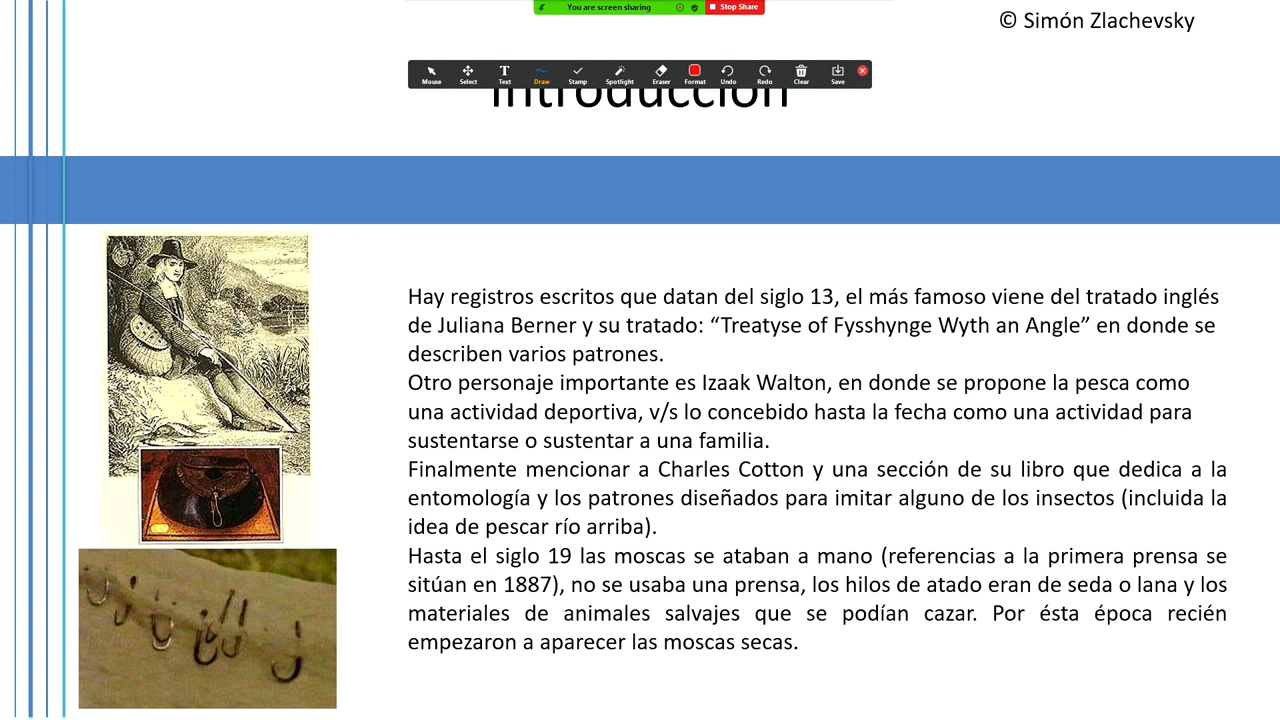 You are screen sharing
Stop Share
© Simón Zlachevsky
Mouse
Select
Text
Draw
Stamp
Spotlight
Eraser
Format
Undo
Redo
Clear
Save
Introducción
Hay registros escritos que datan del siglo 13, el más famoso viene del tratado inglés
de Juliana Berner y su tratado: “Treatyse of Fysshynge Wyth an Angle” en donde se
describen varios patrones.
Otro personaje importante es Izaak Walton, en donde se propone la pesca como
una actividad deportiva, v/s lo concebido hasta la fecha como una actividad para
sustentarse o sustentar a una familia.
Finalmente mencionar a Charles Cotton y una sección de su libro que dedica a la
entomología y los patrones diseñados para imitar alguno de los insectos (incluida la
idea de pescar río arriba).
Hasta el siglo 19 las moscas se ataban a mano (referencias a la primera prensa se
sitúan en 1887), no se usaba una prensa, los hilos de atado eran de seda o lana y los
materiales de animales salvajes que se podían cazar. Por ésta época recién
empezaron a aparecer las moscas secas.